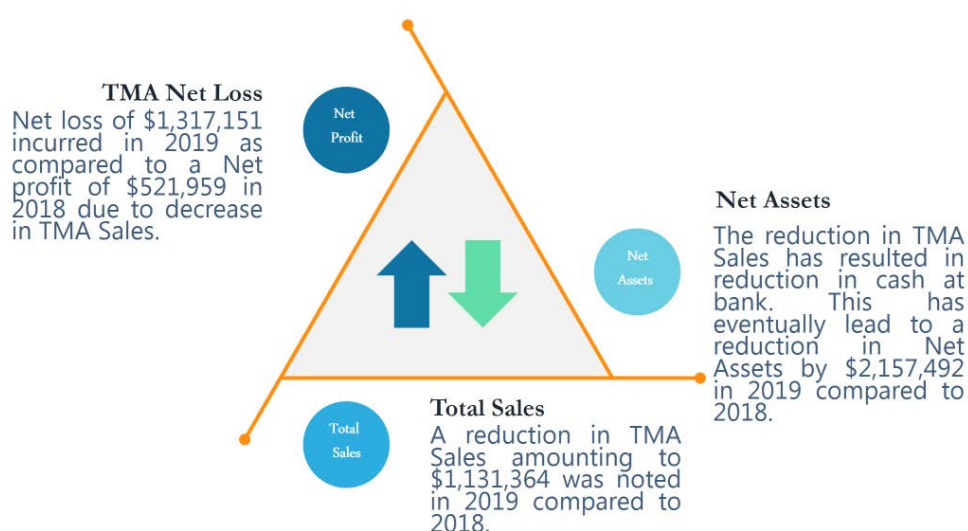 TMA Net Loss
Net loss of $1,317,151
incurred in 2019 as
compared to a Net
profit of $521,959 in
2018 due to decrease
in TMA Sales.
Net
Profit
Net Assets
The reduction in TMA
Sales has resulted in
reduction in cash at
bank. This has
eventually lead to a
reduction in Net
Assets by $2,157,492
in 2019 compared to
2018.
Net
Assets
Total Sales
A reduction in TMA
Sales amounting to
$1,131,364 was noted
in 2019 compared to
2018.
Total
Sales